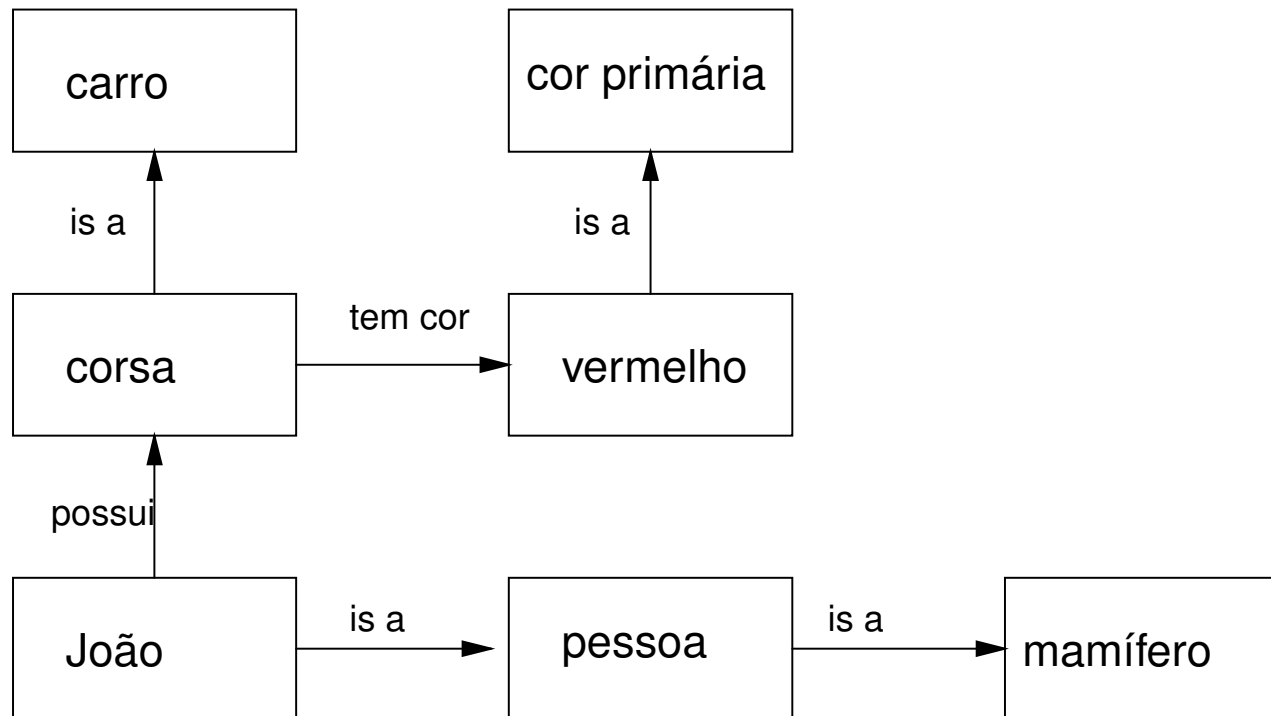 carro
cor primária
is a
is a
tem cor
corsa
vermelho
possui
is a
is a
João
pessoa
mamífero